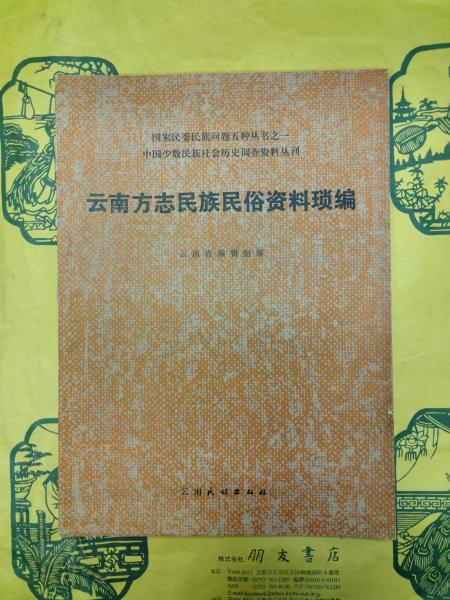 国家民委民族问题五种丛书之一
中国少数民族社会历史调查资料丛刊
云南方志民族民俗资料琐编
云南省编辑组编
云南民族出版社
株式会社 朋友書店